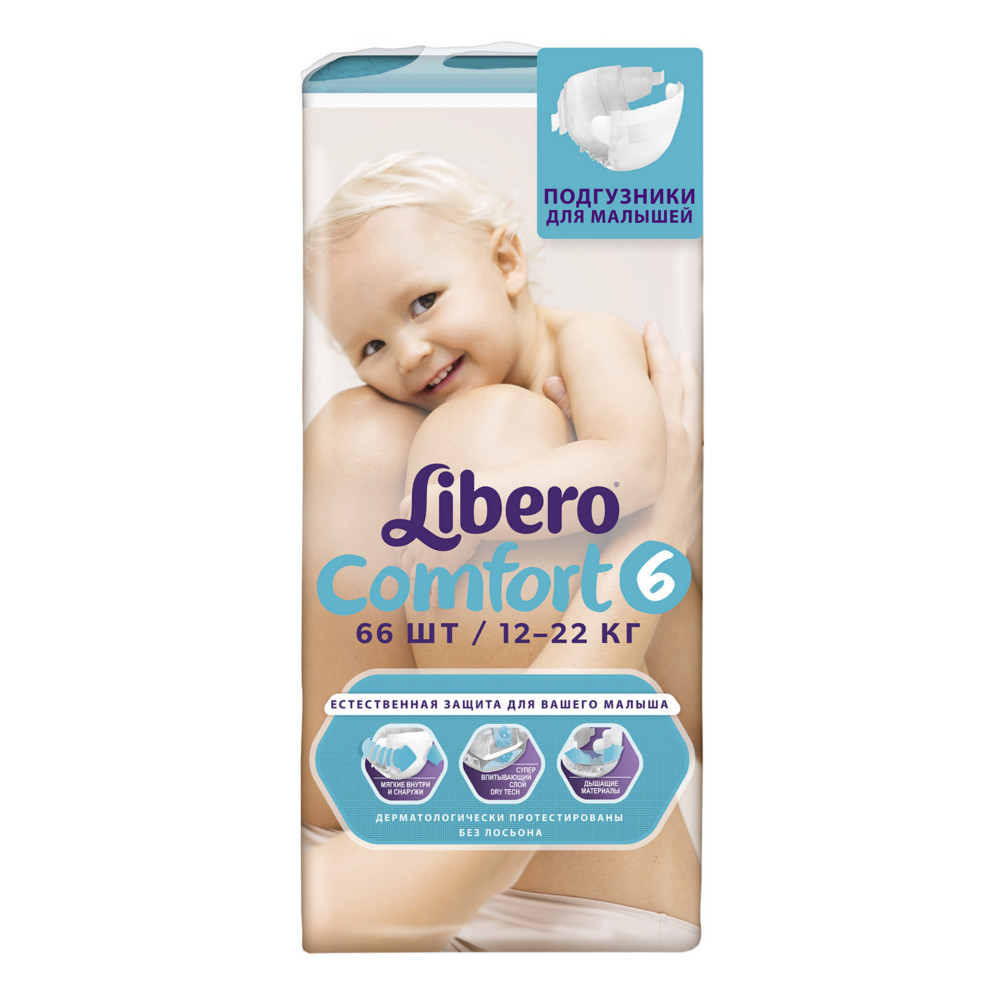 ПОДГУЗНИКИ
ДЛЯ МАЛЫШЕЙ
Libero®
Comfort 6
66 ШТ / 12–22 КГ
ЕСТЕСТВЕННАЯ ЗАЩИТА ДЛЯ ВАШЕГО МАЛЫША
МЯГКИЕ ВНУТРИ
И СНАРУЖИ
СУПЕР
ВПИТЫВАЮЩИЙ
СЛОЙ
DRY TECH
ДЫШАЩИЕ
МАТЕРИАЛЫ
ДЕРМАТОЛОГИЧЕСКИ ПРОТЕСТИРОВАНЫ
БЕЗ ЛОСЬОНА